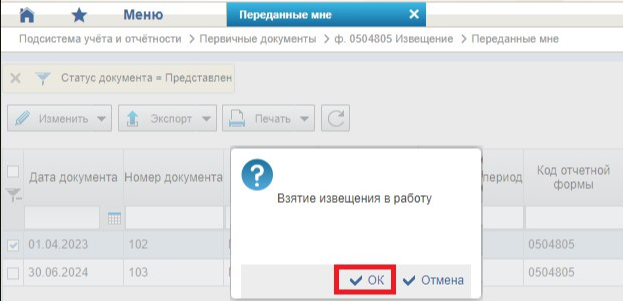 Меню
Переданные мне
Подсистема учёта и отчётности > Первичные документы > ф. 0504805 Извещение > Переданные мне
Статус документа = Представлен
Изменить Экспорт Печать
Дата документа Номер документа период Код отчетной формы
Взятие извещения в работу
01.04.2023 102 0504805
30.06.2024 103 0504805
ОК Отмена